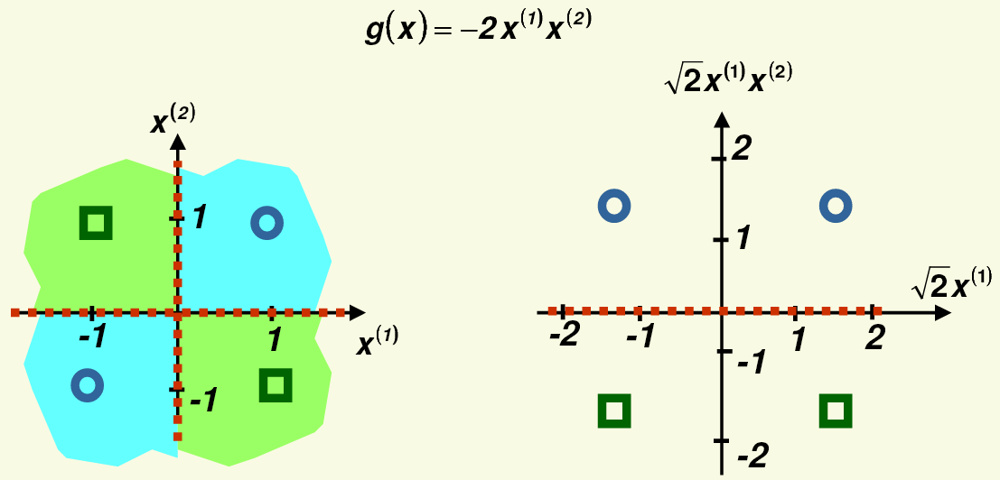 g(x) = −2x⁽¹⁾x⁽²⁾
x⁽²⁾
1
-1
1
x⁽¹⁾
-1
√2x⁽¹⁾x⁽²⁾
2
1
√2x⁽¹⁾
-2
-1
1
2
-1
-2